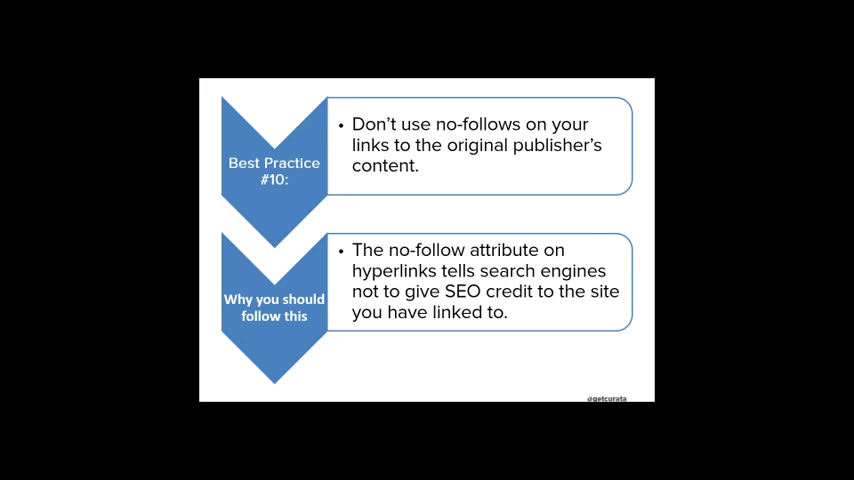 Best Practice
#10:
• Don’t use no-follows on your
links to the original publisher’s
content.
Why you should
follow this
• The no-follow attribute on
hyperlinks tells search engines
not to give SEO credit to the site
you have linked to.
@getcurata